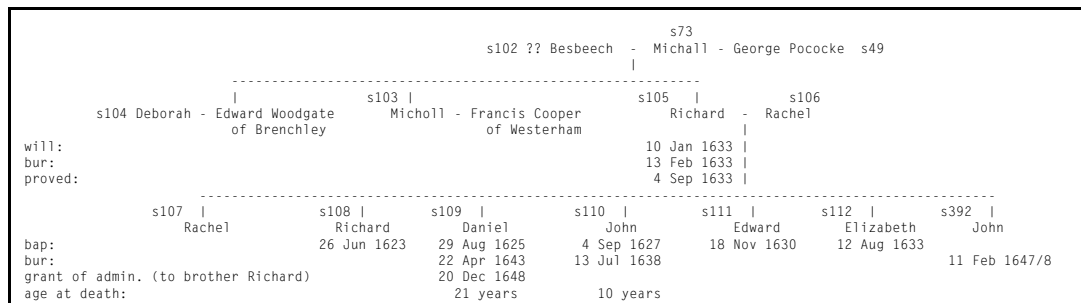 s73
s102 ?? Besbeech - Michall - George Pococke s49
|
--------------------------------------------------------
| s103 | s105 | s106
s104 Deborah - Edward Woodgate Micholl - Francis Cooper Richard - Rachel
of Brenchley of Westerham |
will: 10 Jan 1633 |
bur: 13 Feb 1633 |
proved: 4 Sep 1633 |
-----------------------------------------------------------------------------------------------
s107 | s108 | s109 | s110 | s111 | s112 | s392 |
Rachel Richard Daniel John Edward Elizabeth John
bap: 26 Jun 1623 29 Aug 1625 4 Sep 1627 18 Nov 1630 12 Aug 1633
bur: 22 Apr 1643 13 Jul 1638 11 Feb 1647/8
grant of admin. (to brother Richard) 20 Dec 1648
age at death: 21 years 10 years